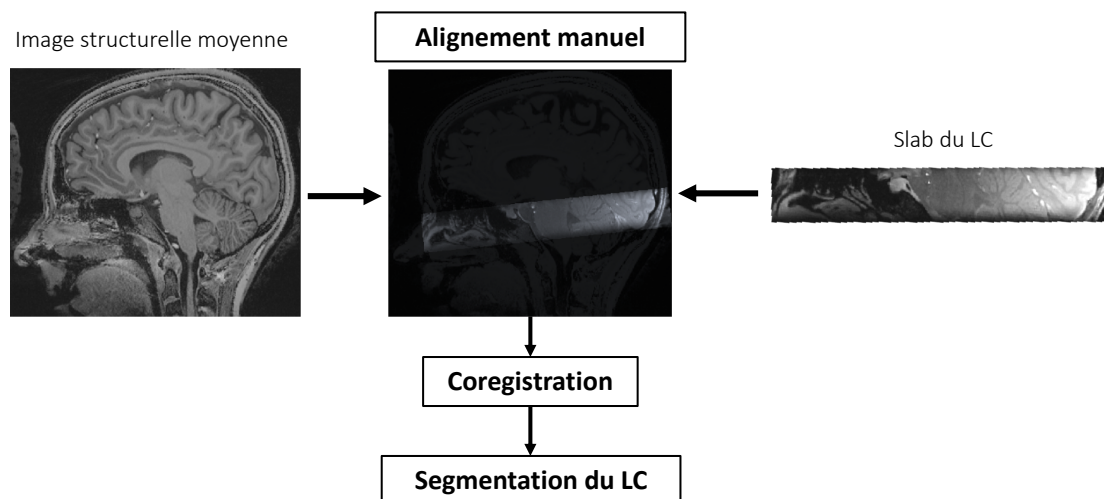 Image structurelle moyenne
Alignement manuel
Slab du LC
Coregistration
Segmentation du LC